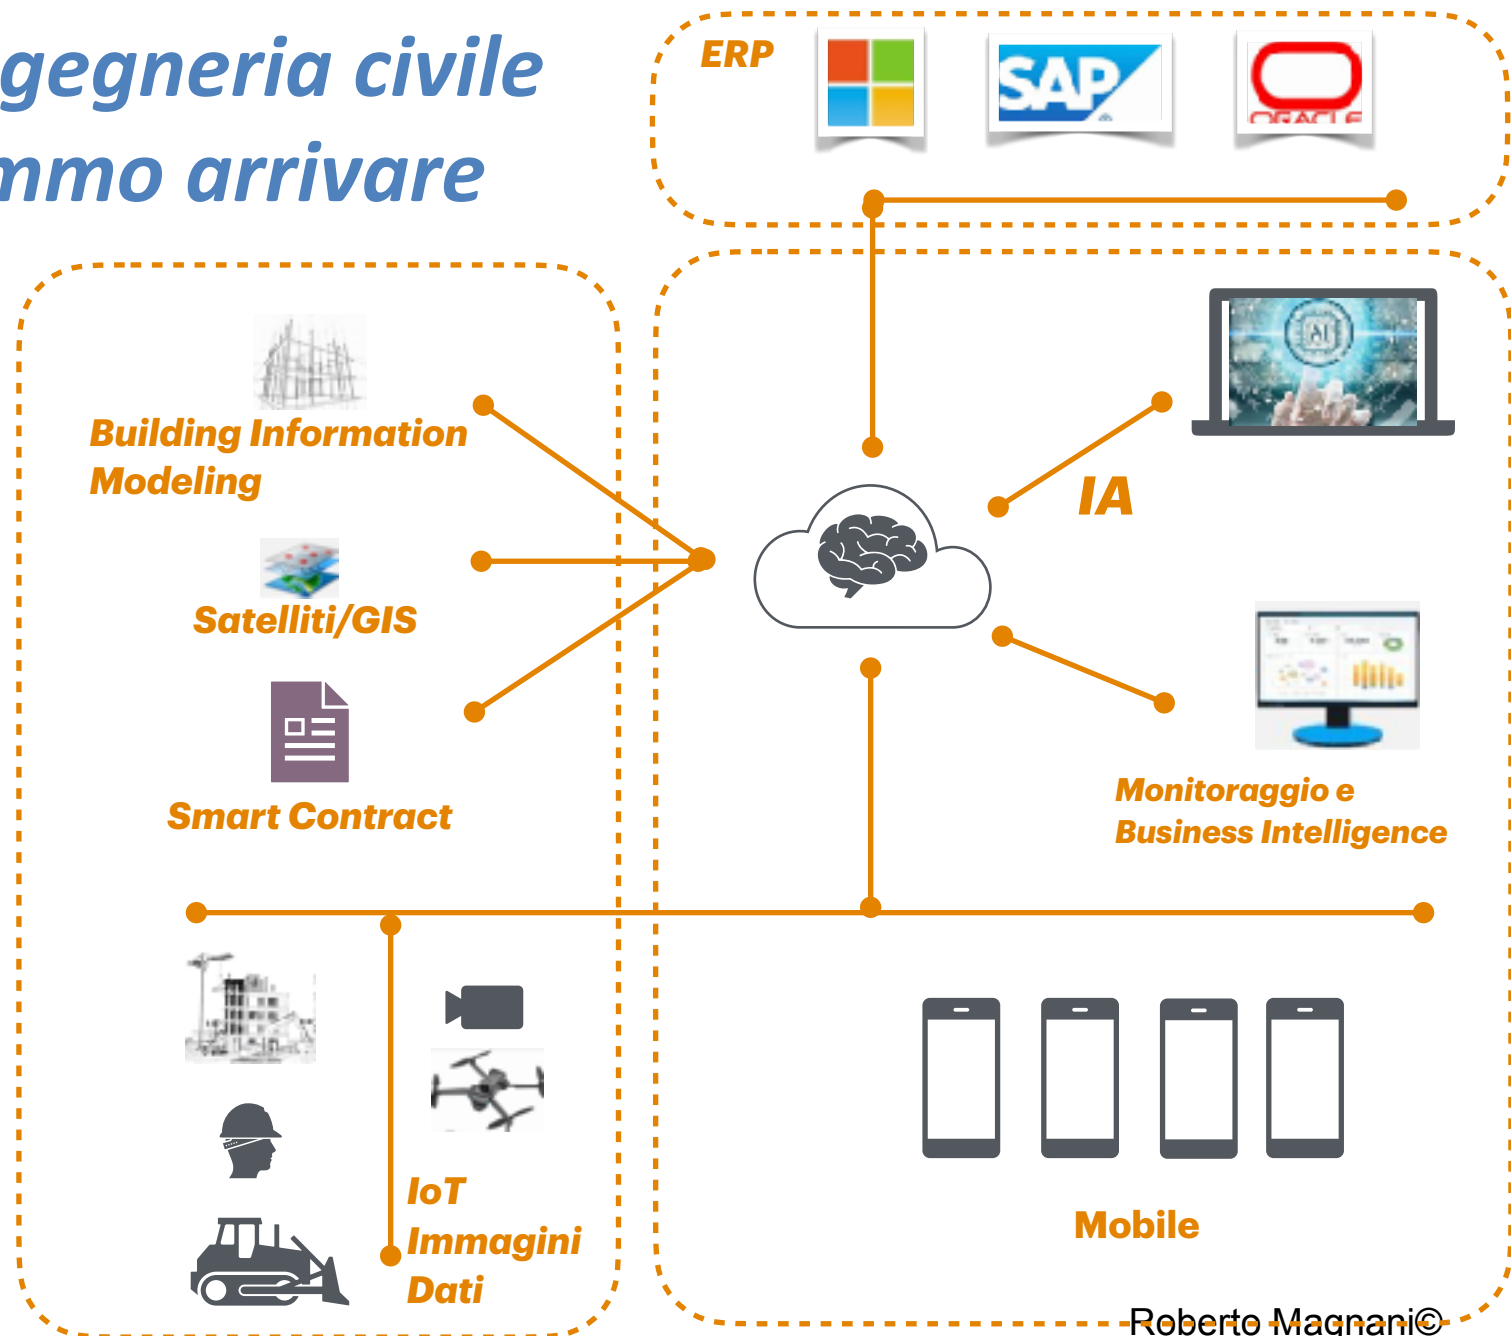 gegneria civile
mmo arrivare
ERP
SAP
ORACLE
Building Information
Modeling
AI
IA
Satelliti/GIS
Smart Contract
Monitoraggio e
Business Intelligence
IoT
Immagini
Dati
Mobile
Roberto Magnani©